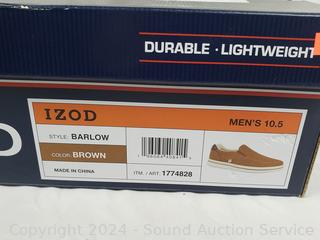 DURABLE · LIGHTWEIGHT
IZOD
MEN'S 10.5
STYLE: BARLOW
COLOR: BROWN
MADE IN CHINA
ITM. / ART. 1774828
Copyright 2024 - Sound Auction Service